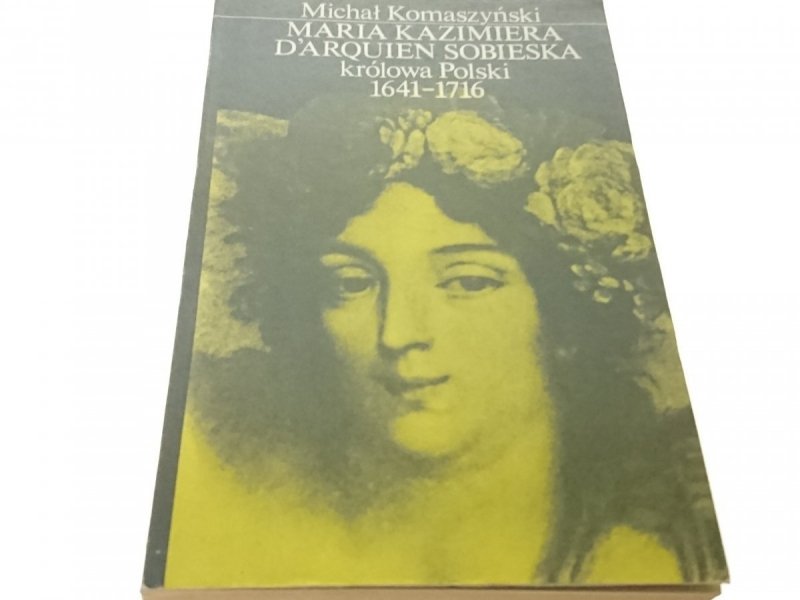 Michał Komaszyński
MARIA KAZIMIERA
D'ARQUIEN SOBIESKA
królowa Polski
1641-1716